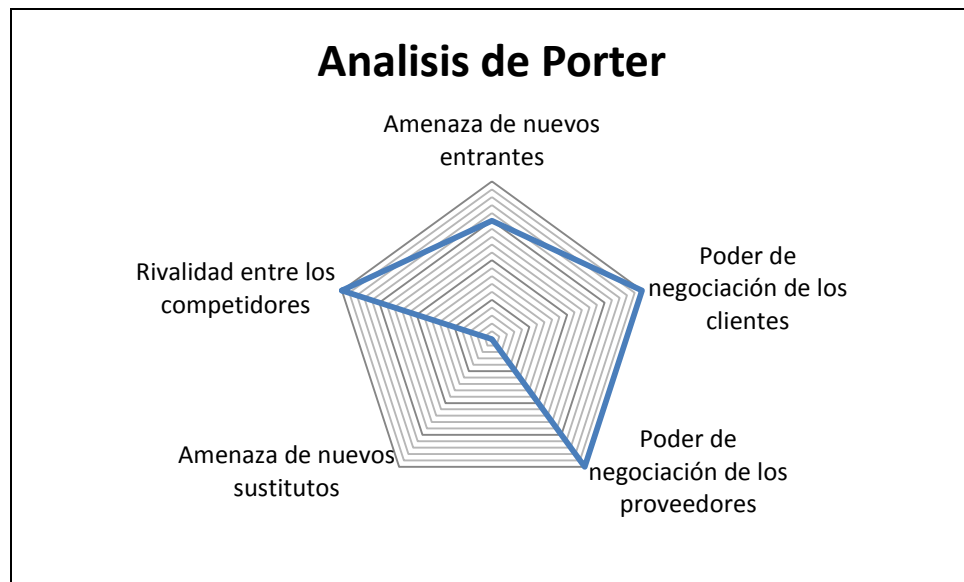 Analisis de Porter
Amenaza de nuevos
entrantes
Poder de
negociación de los
clientes
Poder de
negociación de los
proveedores
Amenaza de nuevos
sustitutos
Rivalidad entre los
competidores